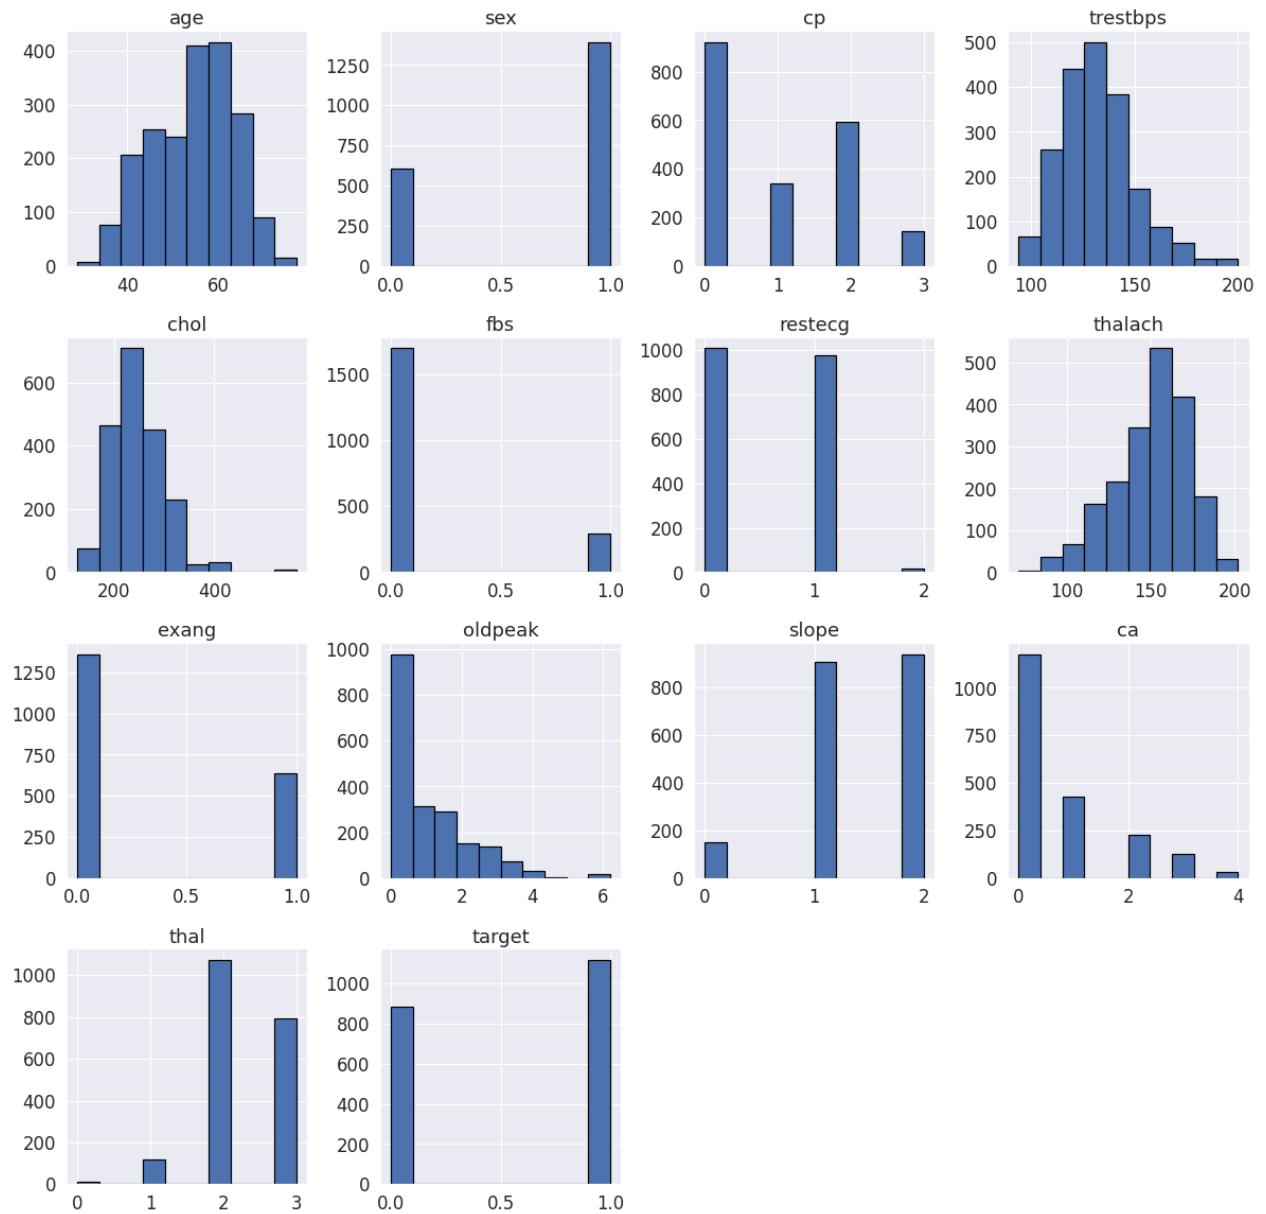 age sex cp trestbps
400 1250 800 500
300 1000 600 400
200 750 400 300
100 500 200 200
0 250 0 100
0 0
40 60 0.0 0.5 1.0 0 1 2 3 100 150 200
chol fbs restecg thalach
600 1500 1000 500
400 1000 800 400
200 500 600 300
0 0 400 200
200 100
0 0
200 400 0.0 0.5 1.0 0 1 2 100 150 200
exang oldpeak slope ca
1250 1000 800 1000
1000 800 600 750
750 600 400 500
500 400 200 250
250 200 0 0
0 0
0.0 0.5 1.0 0 2 4 6 0 1 2 0 2 4
thal target
1000 1000
800 800
600 600
400 400
200 200
0 0
0 1 2 3 0.0 0.5 1.0